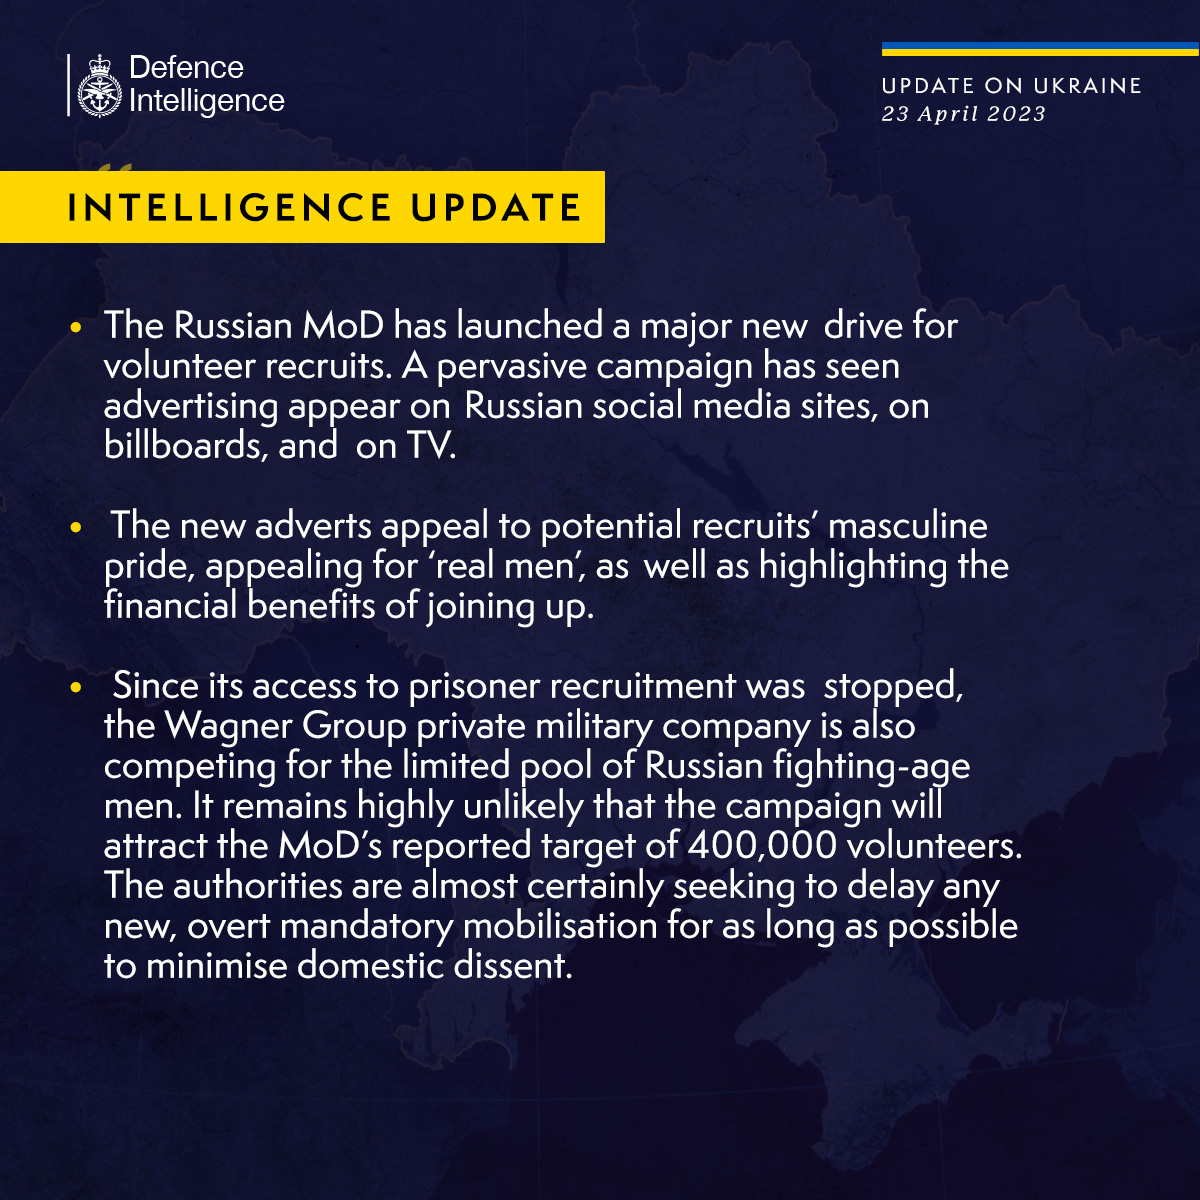 Defence
Intelligence
UPDATE ON UKRAINE
23 April 2023
“
INTELLIGENCE UPDATE
• The Russian MoD has launched a major new drive for
volunteer recruits. A pervasive campaign has seen
advertising appear on Russian social media sites, on
billboards, and on TV.
• The new adverts appeal to potential recruits’ masculine
pride, appealing for ‘real men’, as well as highlighting the
financial benefits of joining up.
• Since its access to prisoner recruitment was stopped,
the Wagner Group private military company is also
competing for the limited pool of Russian fighting-age
men. It remains highly unlikely that the campaign will
attract the MoD’s reported target of 400,000 volunteers.
The authorities are almost certainly seeking to delay any
new, overt mandatory mobilisation for as long as possible
to minimise domestic dissent.